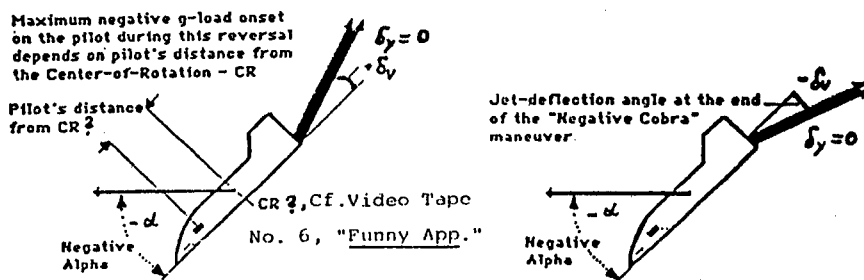 Maximum negative g-load onset
on the pilot during this reversal
depends on pilot's distance from
the Center-of-Rotation - CR
δy = 0
+δv
Pilot's distance
from CR?
-α
Negative
Alpha
CR ?, Cf. Video Tape
No. 6, "Funny App."
-δv
Jet-deflection angle at the end
of the "Negative Cobra"
maneuver.
δy = 0
-α
Negative
Alpha